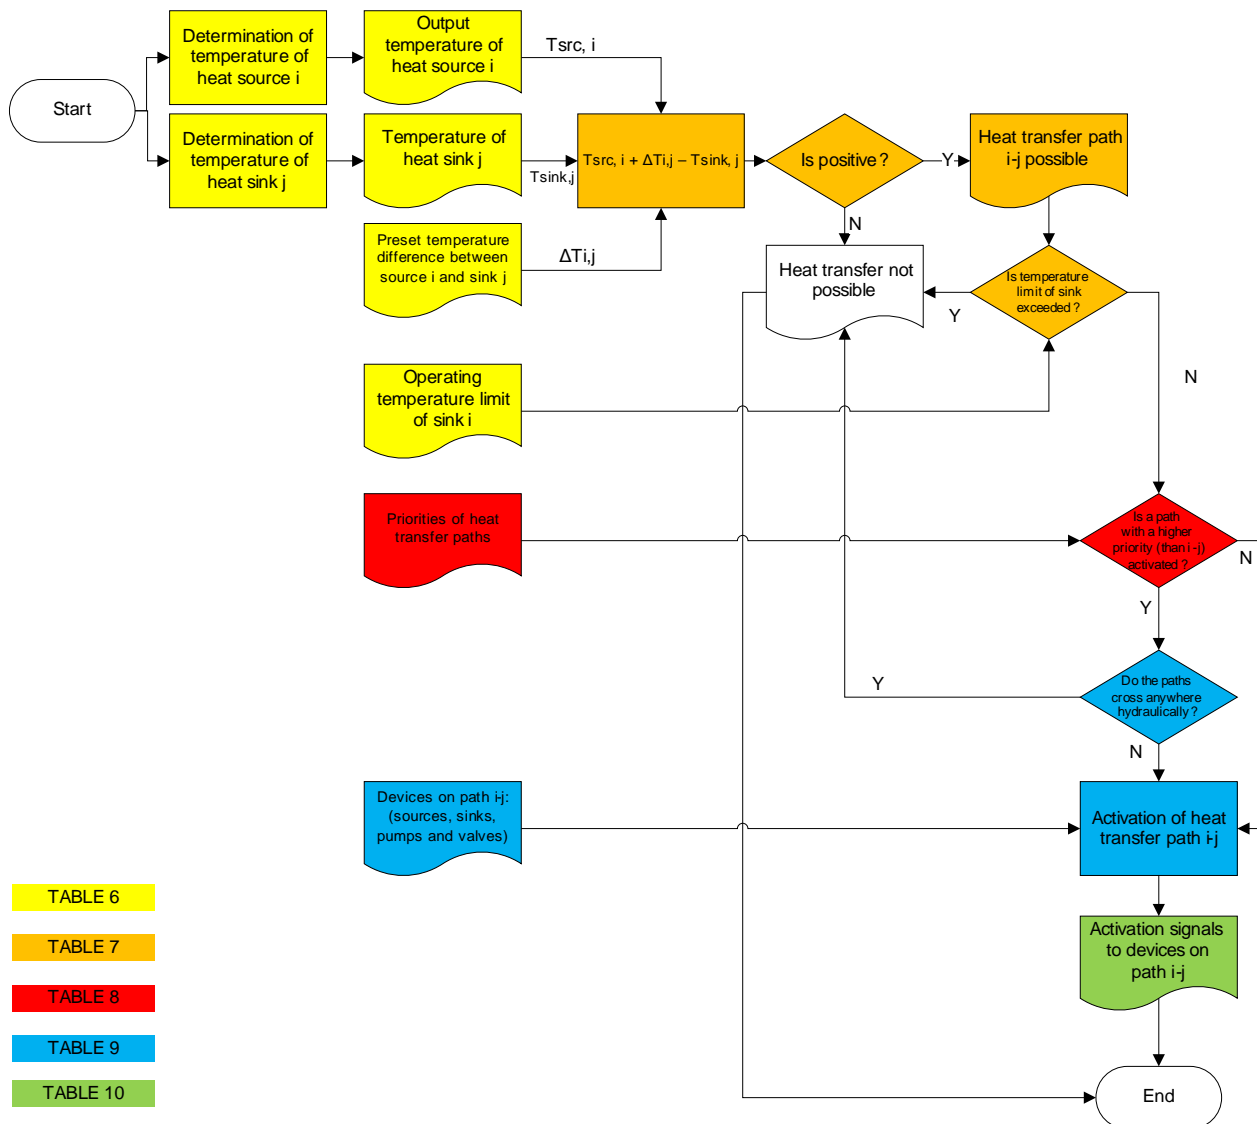 Start
Determination of
temperature of
heat source i
Output
temperature of
heat source i
Tsrc, i
Determination of
temperature of
heat sink j
Temperature of
heat sink j
Tsink,j
Tsrc, i + ΔTi,j – Tsink, j
Is positive ?
Y
Heat transfer path
i-j possible
N
Preset temperature
difference between
source i and sink j
ΔTi,j
Heat transfer not
possible
Y
Is temperature
limit of sink
exceeded ?
N
Operating
temperature limit
of sink i
Priorities of heat
transfer paths
Is a path
with a higher
priority (than i -j)
activated ?
N
Y
Y
Do the paths
cross anywhere
hydraulically ?
N
Devices on path i-j:
(sources, sinks,
pumps and valves)
Activation of heat
transfer path i-j
TABLE 6
TABLE 7
TABLE 8
TABLE 9
TABLE 10
Activation signals
to devices on
path i-j
End